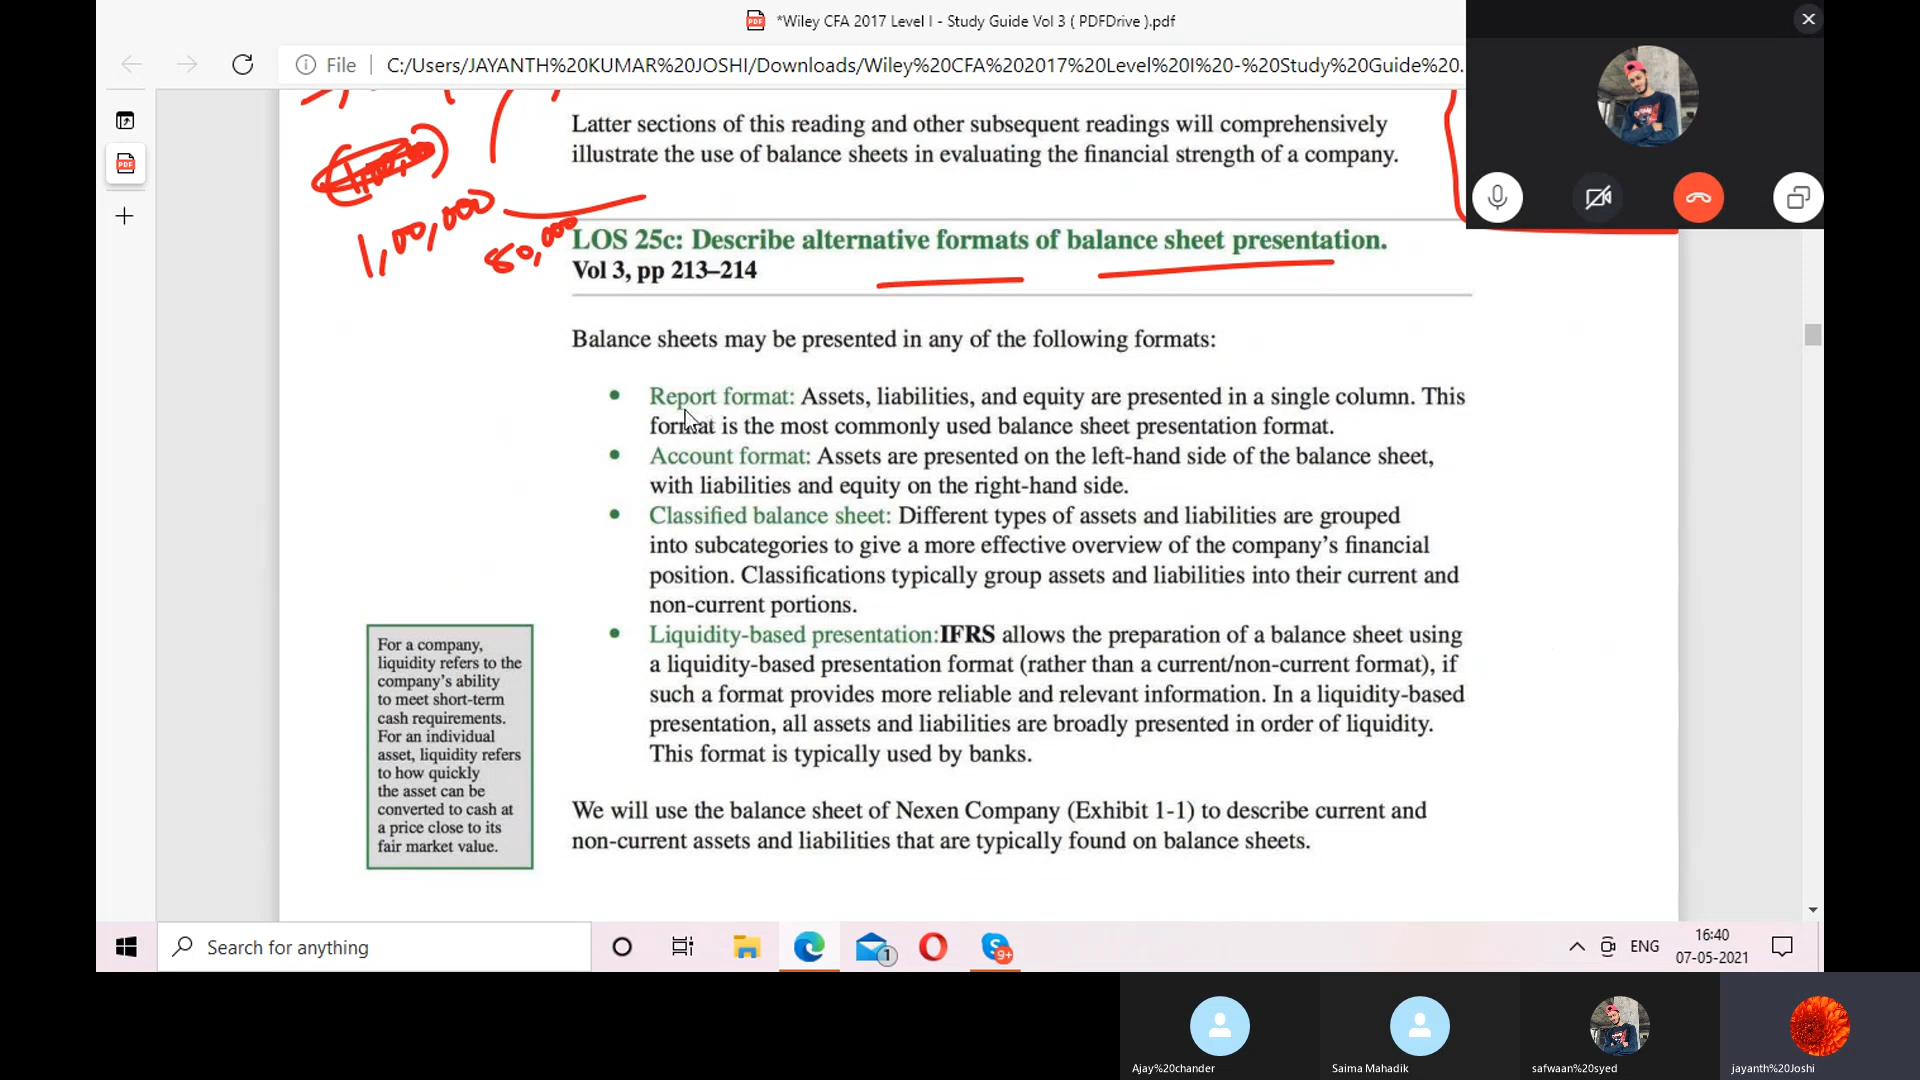 *Wiley CFA 2017 Level I - Study Guide Vol 3 ( PDFDrive ).pdf
File
C:/Users/JAYANTH%20KUMAR%20JOSHI/Downloads/Wiley%20CFA%202017%20Level%20I%20-%20Study%20Guide%20.
Latter sections of this reading and other subsequent readings will comprehensively
illustrate the use of balance sheets in evaluating the financial strength of a company.
1,00,000
80,000
LOS 25c: Describe alternative formats of balance sheet presentation.
Vol 3, pp 213–214
Balance sheets may be presented in any of the following formats:
• Report format: Assets, liabilities, and equity are presented in a single column. This
format is the most commonly used balance sheet presentation format.
• Account format: Assets are presented on the left-hand side of the balance sheet,
with liabilities and equity on the right-hand side.
• Classified balance sheet: Different types of assets and liabilities are grouped
into subcategories to give a more effective overview of the company's financial
position. Classifications typically group assets and liabilities into their current and
non-current portions.
• Liquidity-based presentation:IFRS allows the preparation of a balance sheet using
a liquidity-based presentation format (rather than a current/non-current format), if
such a format provides more reliable and relevant information. In a liquidity-based
presentation, all assets and liabilities are broadly presented in order of liquidity.
This format is typically used by banks.
For a company,
liquidity refers to the
company's ability
to meet short-term
cash requirements.
For an individual
asset, liquidity refers
to how quickly
the asset can be
converted to cash at
a price close to its
fair market value.
We will use the balance sheet of Nexen Company (Exhibit 1-1) to describe current and
non-current assets and liabilities that are typically found on balance sheets.
Search for anything
1
9+
ENG
16:40
07-05-2021
Ajay%20chander
Saima Mahadik
safwaan%20syed
jayanth%20Joshi